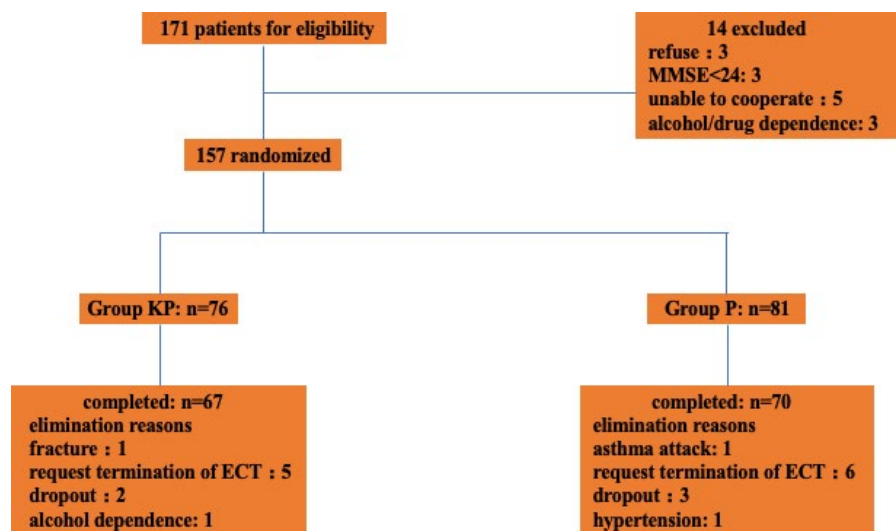 171 patients for eligibility
14 excluded
refuse：3
MMSE<24: 3
unable to cooperate：5
alcohol/drug dependence: 3
157 randomized
Group KP: n=76
Group P: n=81
completed: n=67
elimination reasons
fracture：1
request termination of ECT：5
dropout：2
alcohol dependence: 1
completed: n=70
elimination reasons
asthma attack: 1
request termination of ECT：6
dropout：3
hypertension: 1